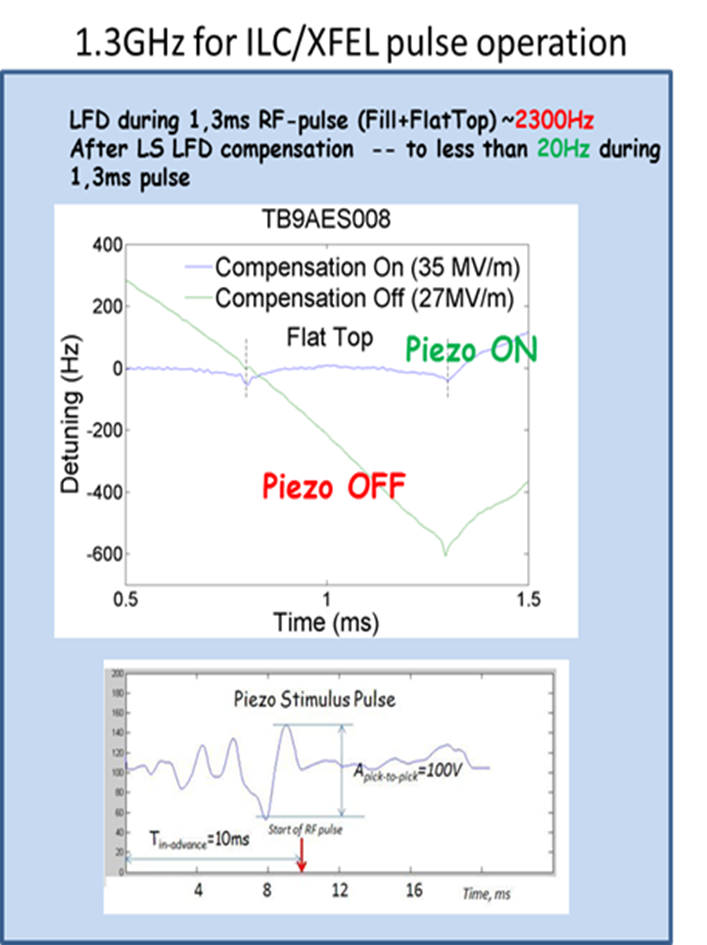 1.3GHz for ILC/XFEL pulse operation
LFD during 1,3ms RF-pulse (Fill+FlatTop) ~2300Hz
After LS LFD compensation -- to less than 20Hz during
1,3ms pulse
TB9AES008
400
Compensation On (35 MV/m)
Compensation Off (27MV/m)
200
Flat Top
Piezo ON
0
Detuning (Hz)
-200
-400
Piezo OFF
-600
0.5 1 1.5
Time (ms)
200
180
Piezo Stimulus Pulse
160
140
120
100
Apick-to-pick=100V
80
60
40
Start of RF pulse
Tin-advance=10ms
20
0
4 8 12 16 Time, ms